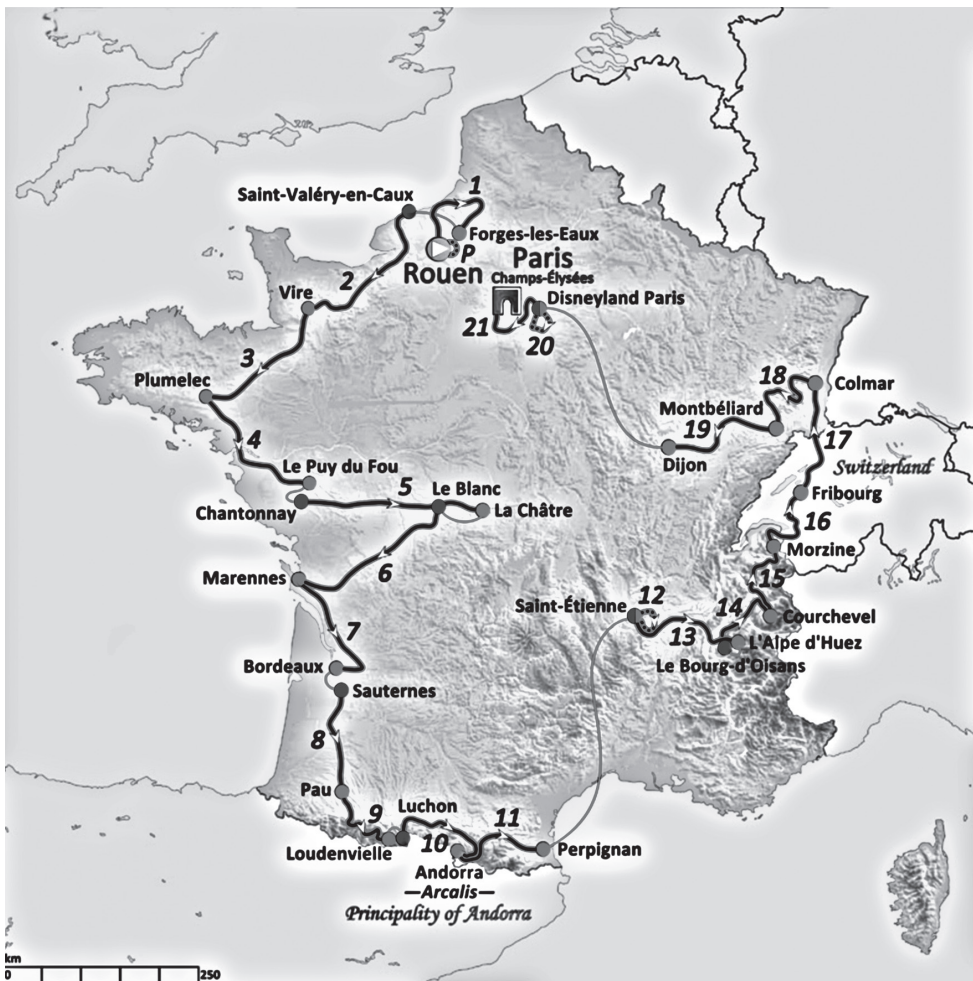 Saint-Valéry-en-Caux
1
Forges-les-Eaux
P
Rouen
Paris
Champs-Élysées
Disneyland Paris
21
20
2
Vire
3
Plumelec
4
Le Puy du Fou
Chantonnay
5
Le Blanc
La Châtre
6
Marennes
7
Bordeaux
Sauternes
8
Pau
9
Loudenvielle
Luchon
10
Andorra
—Arcalis—
Principality of Andorra
11
Perpignan
Saint-Étienne
12
13
14
Le Bourg-d'Oisans
L'Alpe d'Huez
Courchevel
15
Morzine
16
Fribourg
Switzerland
17
Colmar
18
Montbéliard
19
Dijon
km
0
250